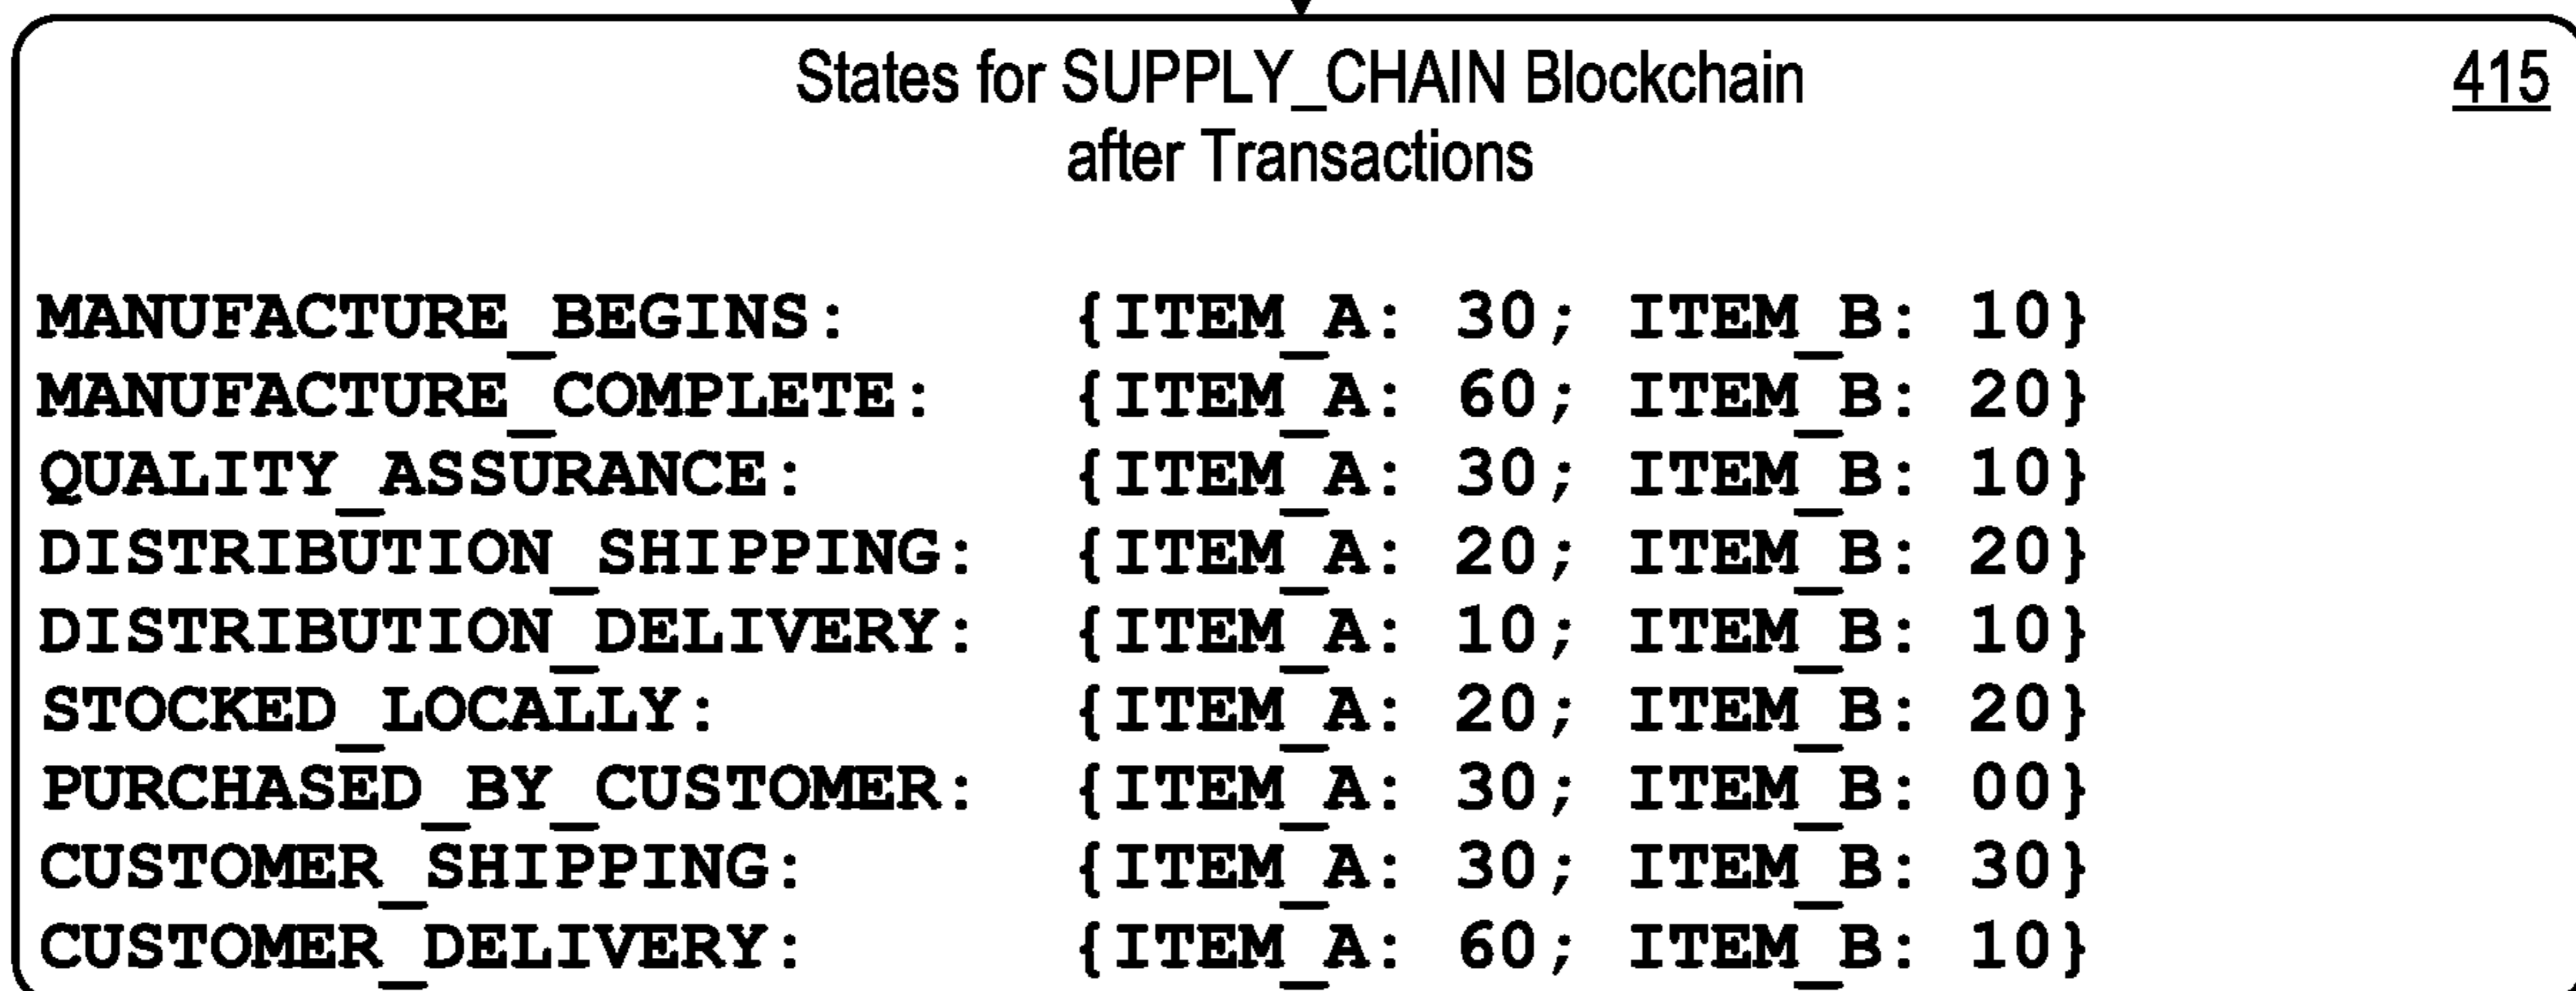 States for SUPPLY_CHAIN Blockchain 415
after Transactions
MANUFACTURE_BEGINS: {ITEM_A: 30; ITEM_B: 10}
MANUFACTURE_COMPLETE: {ITEM_A: 60; ITEM_B: 20}
QUALITY_ASSURANCE: {ITEM_A: 30; ITEM_B: 10}
DISTRIBUTION_SHIPPING: {ITEM_A: 20; ITEM_B: 20}
DISTRIBUTION_DELIVERY: {ITEM_A: 10; ITEM_B: 10}
STOCKED_LOCALLY: {ITEM_A: 20; ITEM_B: 20}
PURCHASED_BY_CUSTOMER: {ITEM_A: 30; ITEM_B: 00}
CUSTOMER_SHIPPING: {ITEM_A: 30; ITEM_B: 30}
CUSTOMER_DELIVERY: {ITEM_A: 60; ITEM_B: 10}